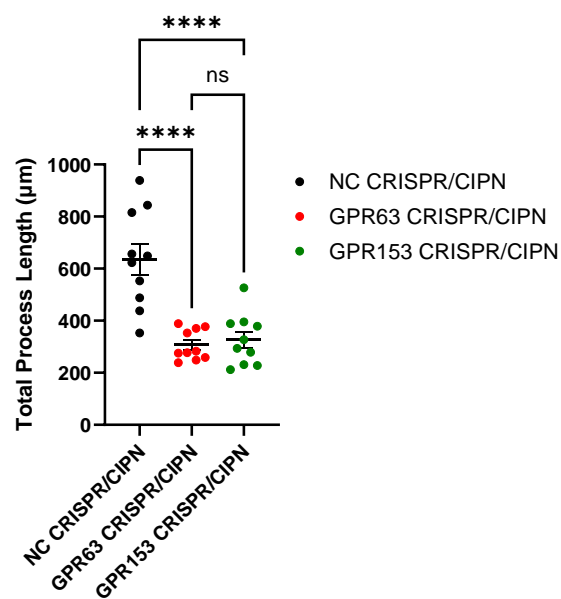 ****
ns
****
Total Process Length (μm)
1000
800
600
400
200
0
NC CRISPR/CIPN
GPR63 CRISPR/CIPN
GPR153 CRISPR/CIPN
NC CRISPR/CIPN
GPR63 CRISPR/CIPN
GPR153 CRISPR/CIPN